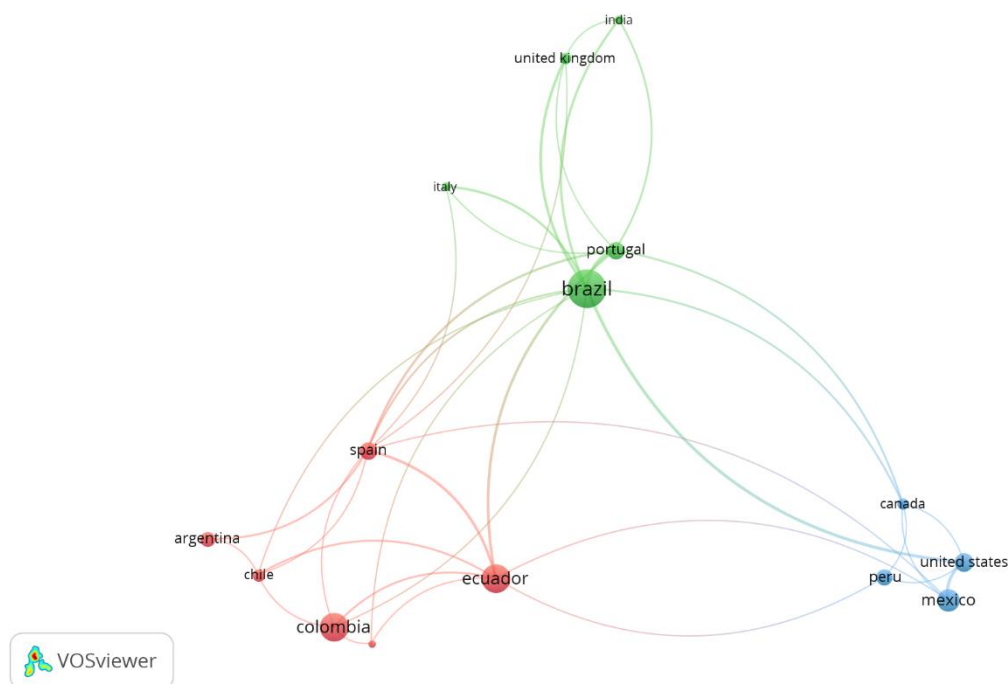 india
united kingdom
italy
portugal
brazil
spain
canada
argentina
united states
chile
ecuador
peru
mexico
colombia
VOSviewer